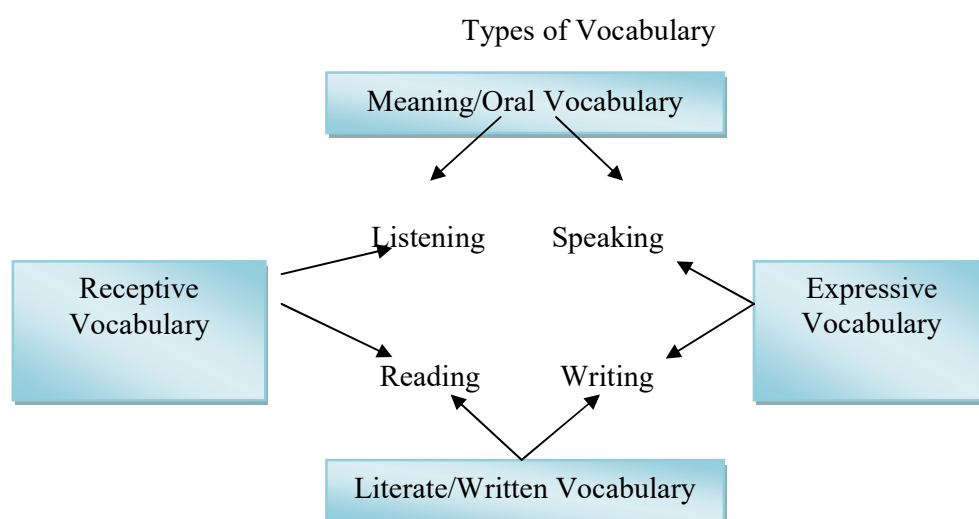 Types of Vocabulary
Meaning/Oral Vocabulary
Listening
Speaking
Receptive
Vocabulary
Expressive
Vocabulary
Reading
Writing
Literate/Written Vocabulary